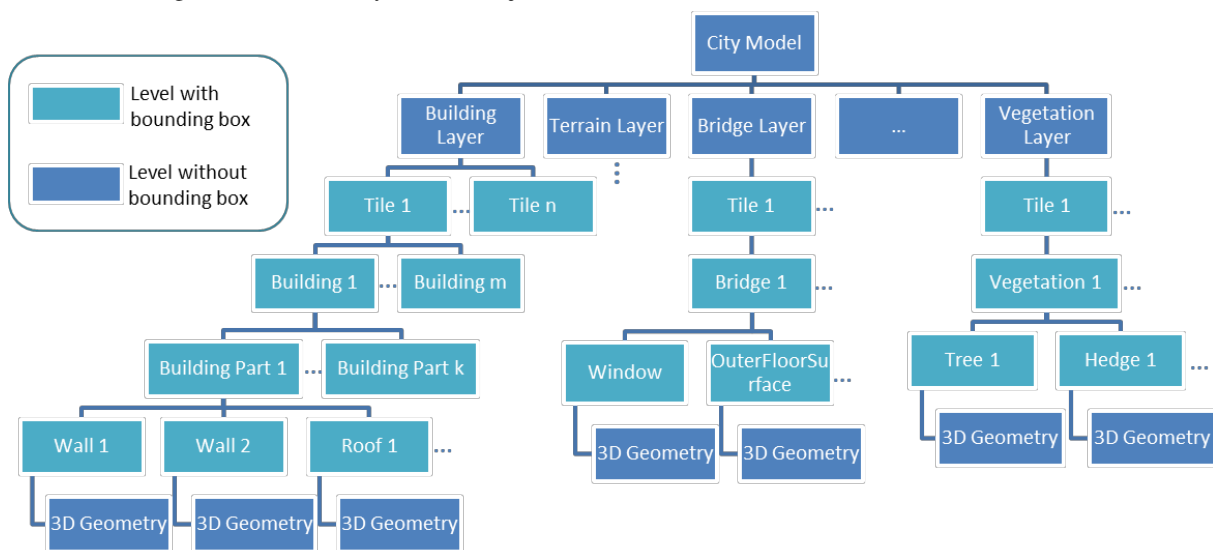 City Model
Level with
bounding box
Level without
bounding box
Building
Layer
Terrain Layer
Bridge Layer
...
Vegetation
Layer
Tile 1
...
Tile n
Tile 1
...
Tile 1
...
Building 1
...
Building m
Bridge 1
...
Vegetation 1
...
Building Part 1
...
Building Part k
Window
OuterFloorSu
rface
...
Tree 1
Hedge 1
...
Wall 1
Wall 2
Roof 1
...
3D Geometry
3D Geometry
3D Geometry
3D Geometry
3D Geometry
3D Geometry
3D Geometry